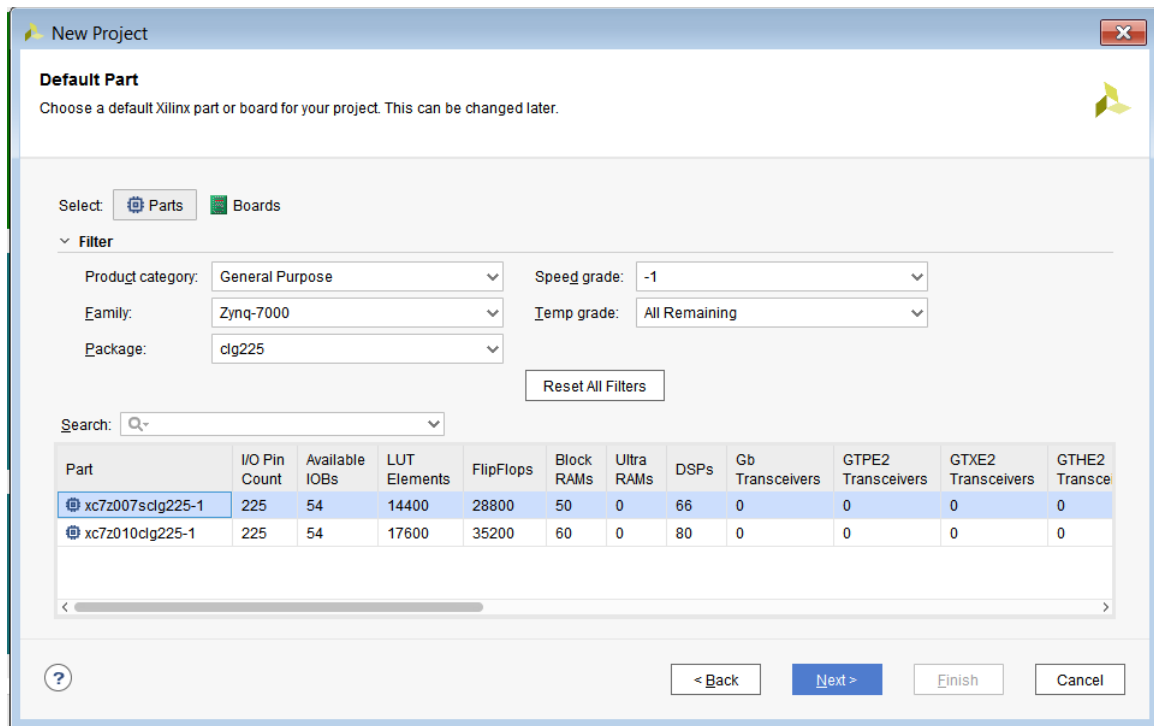 New Project
Default Part
Choose a default Xilinx part or board for your project. This can be changed later.
Select: Parts Boards
Filter
Product category: General Purpose Speed grade: -1
Family: Zynq-7000 Temp grade: All Remaining
Package: clg225
Reset All Filters
Search: Q-
Part I/O Pin Count Available IOBs LUT Elements FlipFlops Block RAMs Ultra RAMs DSPs Gb Transceivers GTPE2 Transceivers GTXE2 Transceivers GTHE2 Transce
xc7z007sclg225-1 225 54 14400 28800 50 0 66 0 0 0 0
xc7z010clg225-1 225 54 17600 35200 60 0 80 0 0 0 0
? < Back Next > Finish Cancel